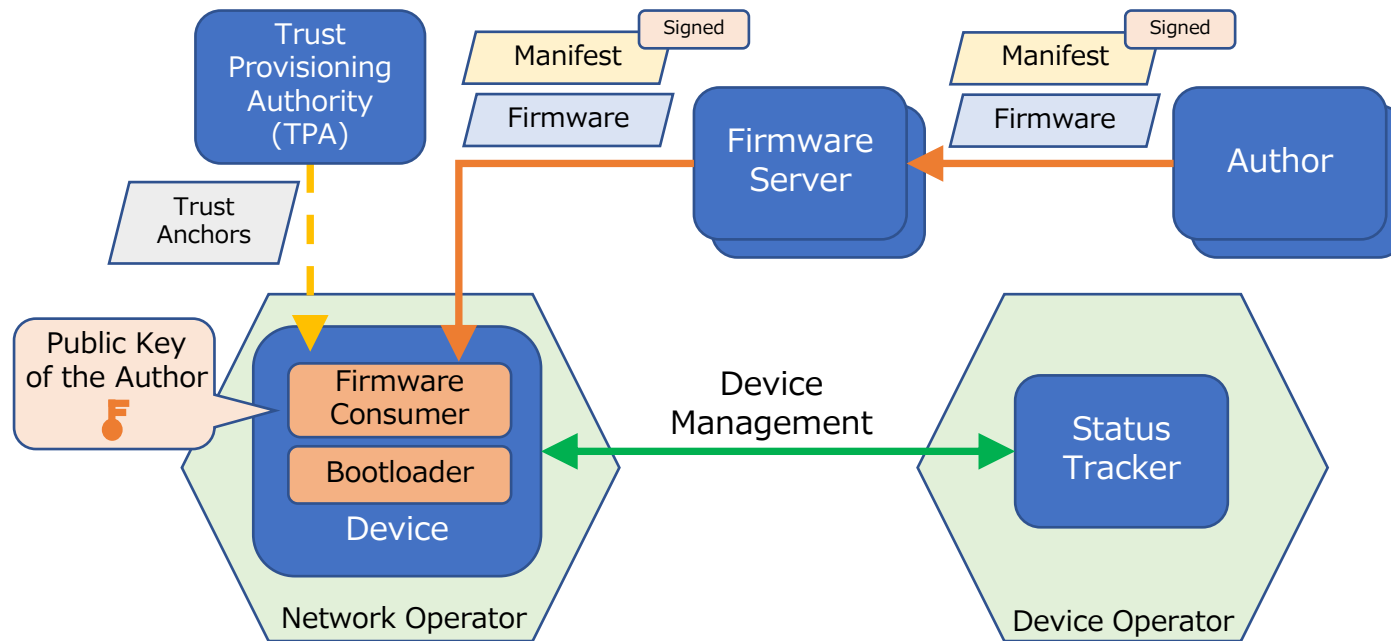 Trust
Provisioning
Authority
(TPA)
Signed
Manifest
Firmware
Signed
Manifest
Firmware
Firmware
Server
Author
Trust
Anchors
Public Key
of the Author
Firmware
Consumer
Bootloader
Device
Network Operator
Device
Management
Status
Tracker
Device Operator